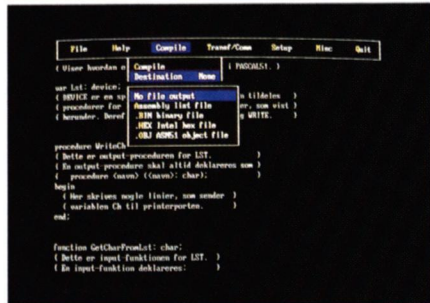 File Help Compile Transf/Comm Setup Misc Quit
{ Viser hvordan Compile i PASCAL51. }
Destination None
var Lst: device;
{ DEVICE er en sp No file output n tildeles }
{ procedurer for Assembly list file er, som vist }
{ herunder. Deref .BIN binary file g WRITE. }
.HEX Intel hex file
.OBJ ASM51 object file
procedure WriteCh
{ Dette er output-proceduren for LST. }
{ En output-procedure skal altid deklareres som }
{ procedure <navn> (<navn>: char); }
begin
{ Her skrives nogle linier, som sender }
{ variablen Ch til printerporten. }
end;
function GetCharFromLst: char;
{ Dette er input-funktionen for LST. }
{ En input-funktion deklareres: }